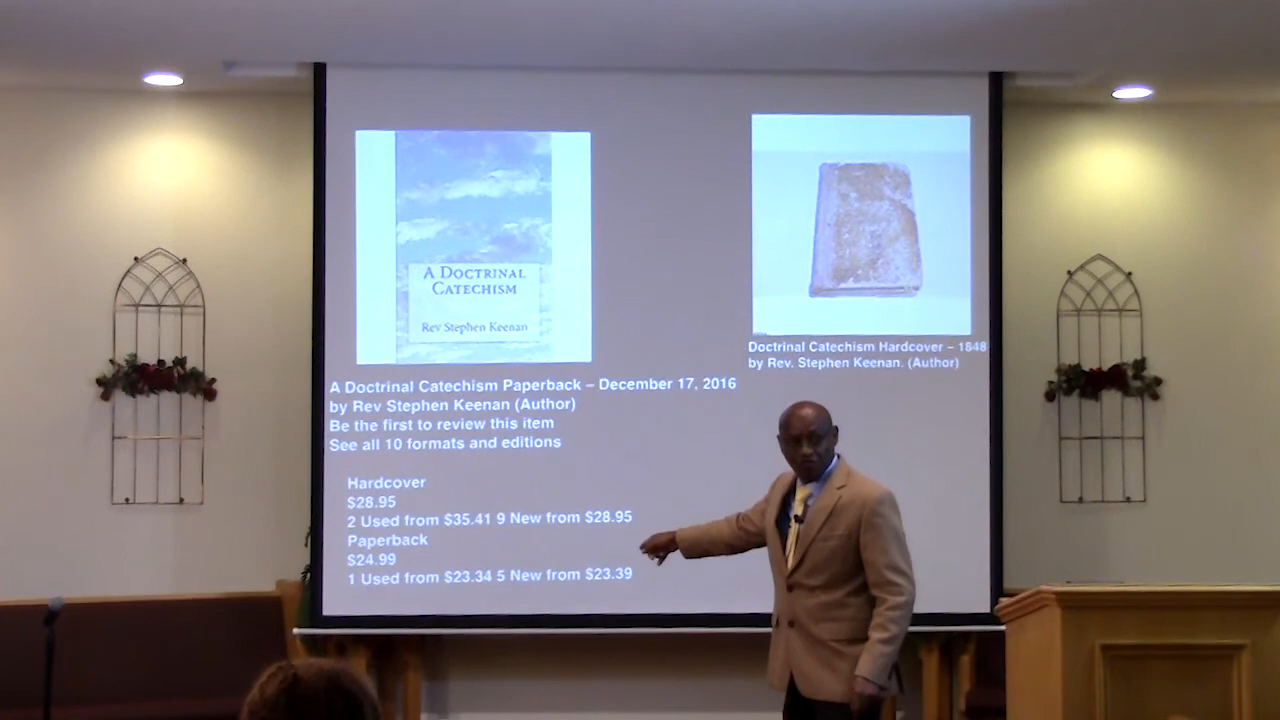 A DOCTRINAL
CATECHISM
Rev Stephen Keenan
A Doctrinal Catechism Paperback – December 17, 2016
by Rev Stephen Keenan (Author)
Be the first to review this item
See all 10 formats and editions
Hardcover
$28.95
2 Used from $35.41 9 New from $28.95
Paperback
$24.99
1 Used from $23.34 5 New from $23.39
Doctrinal Catechism Hardcover – 1848
by Rev. Stephen Keenan. (Author)